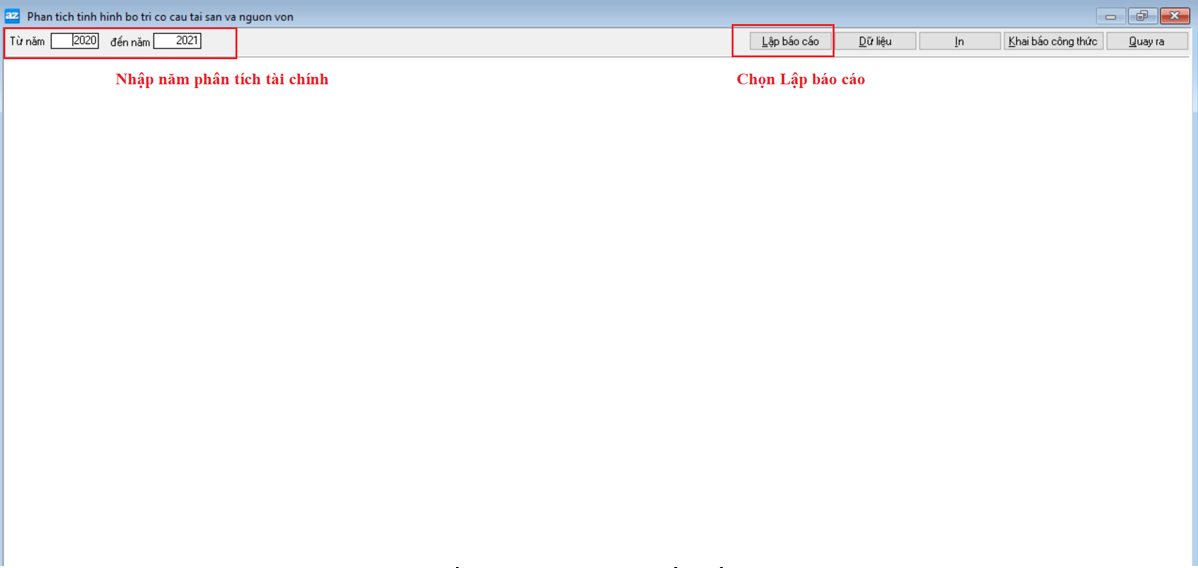 az Phan tich tinh hinh bo tri co cau tai san va nguon von
Từ năm 2020 đến năm 2021 Lập báo cáo Dữ liệu In Khai báo công thức Quay ra
Nhập năm phân tích tài chính Chọn Lập báo cáo